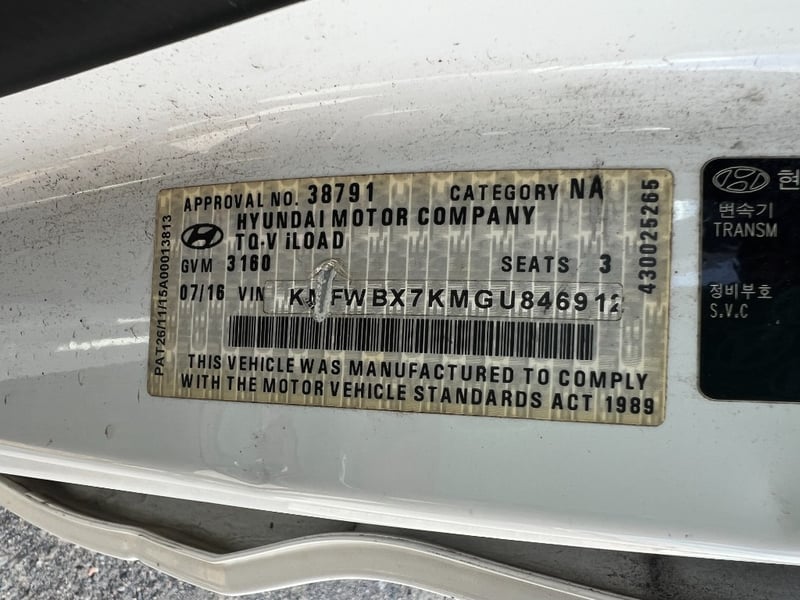 APPROVAL NO. 38791 CATEGORY NA
HYUNDAI MOTOR COMPANY
TQ-V iLOAD
GVM 3160 SEATS 3
07/16 VIN
THIS VEHICLE WAS MANUFACTURED TO COMPLY
WITH THE MOTOR VEHICLE STANDARDS ACT 1989
PAT26/11/15A00013813
430025265
현
변속기
TRANSM
정비부호
S.V.C